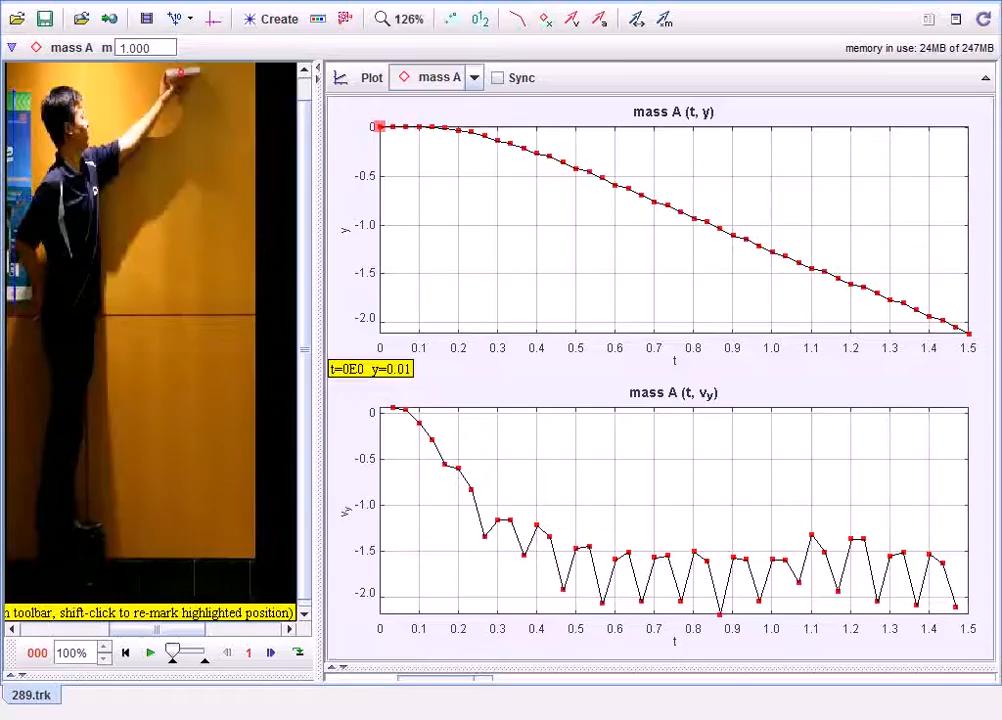 Create 126%
mass A m 1.000
memory in use: 24MB of 247MB
Plot mass A Sync
mass A (t, y)
0
-0.5
-1.0
-1.5
-2.0
y
0 0.1 0.2 0.3 0.4 0.5 0.6 0.7 0.8 0.9 1.0 1.1 1.2 1.3 1.4 1.5
t
t=0E0 y=0.01
mass A (t, vy)
0
-0.5
-1.0
-1.5
-2.0
vy
0 0.1 0.2 0.3 0.4 0.5 0.6 0.7 0.8 0.9 1.0 1.1 1.2 1.3 1.4 1.5
t
toolbar, shift-click to re-mark highlighted position)
000 100% 1
289.trk